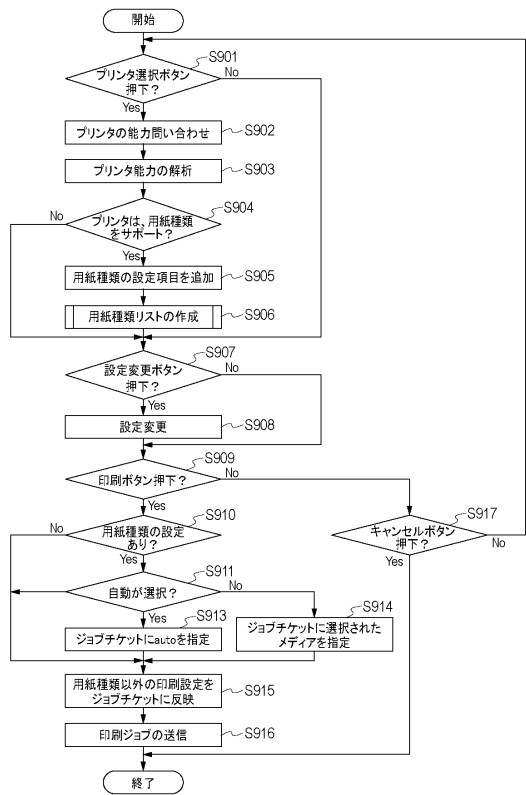 開始
S901
プリンタ選択ボタン
押下？
No
Yes
プリンタの能力問い合わせ
S902
プリンタ能力の解析
S903
S904
No
プリンタは、用紙種類
をサポート？
Yes
用紙種類の設定項目を追加
S905
用紙種類リストの作成
S906
S907
設定変更ボタン
押下？
No
Yes
設定変更
S908
S909
印刷ボタン押下？
No
Yes
S910
No
用紙種類の設定
あり？
Yes
S917
キャンセルボタン
押下？
No
Yes
S911
自動が選択？
No
Yes
S913
ジョブチケットにautoを指定
S914
ジョブチケットに選択された
メディアを指定
用紙種類以外の印刷設定を
ジョブチケットに反映
S915
印刷ジョブの送信
S916
終了